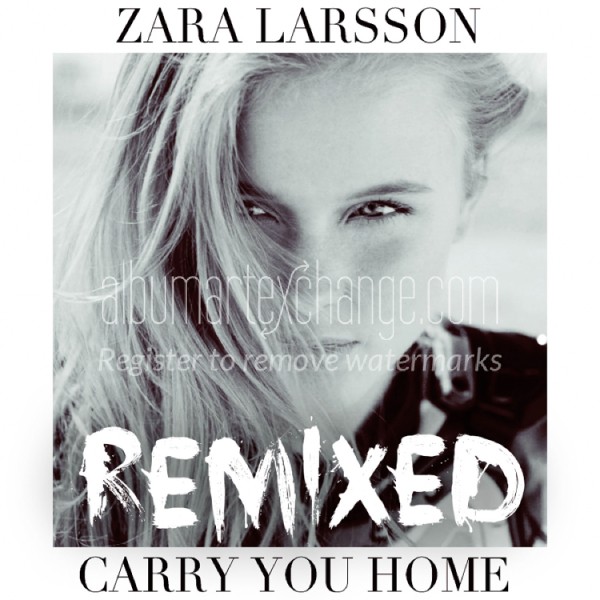 ZARA LARSSON
albumartexchange.com
Register to remove watermarks
REMIXED
CARRY YOU HOME